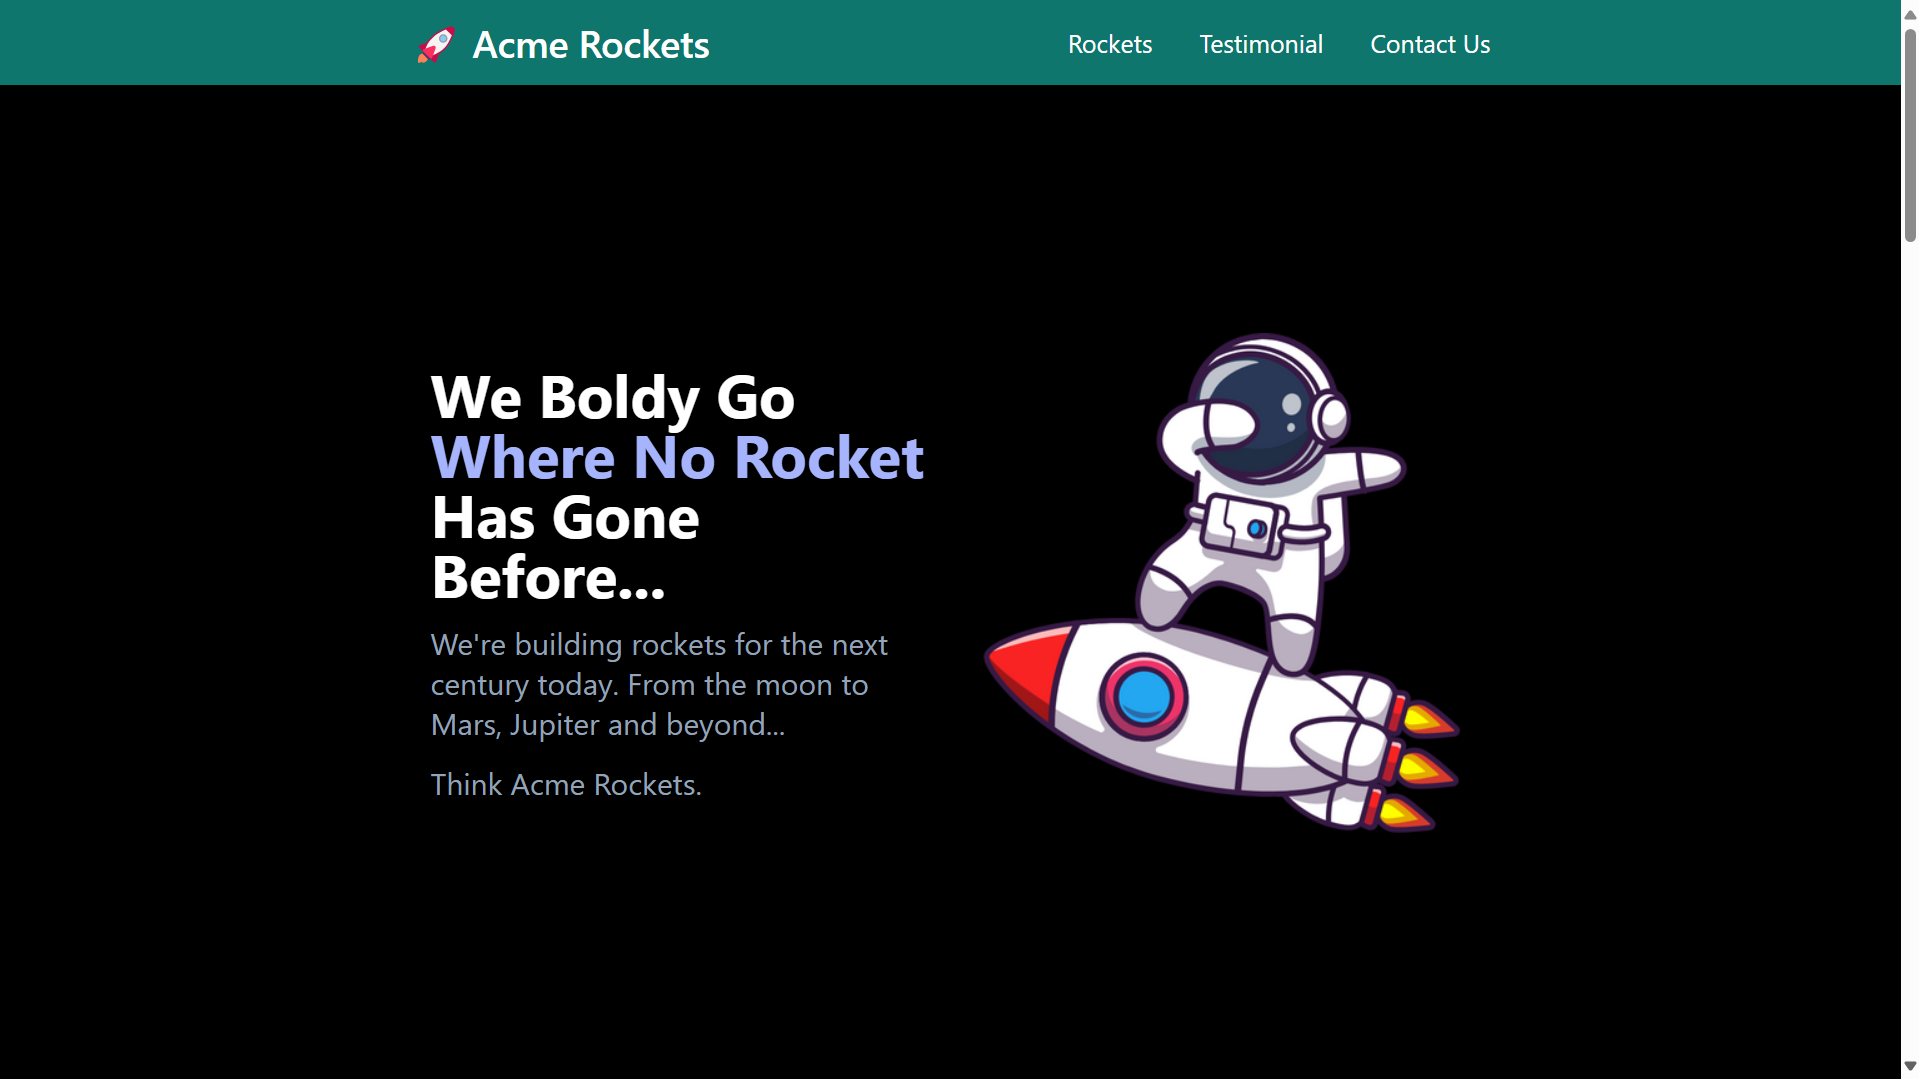 🚀 Acme Rockets
Rockets Testimonial Contact Us
We Boldy Go
Where No Rocket
Has Gone
Before...
We're building rockets for the next
century today. From the moon to
Mars, Jupiter and beyond...
Think Acme Rockets.